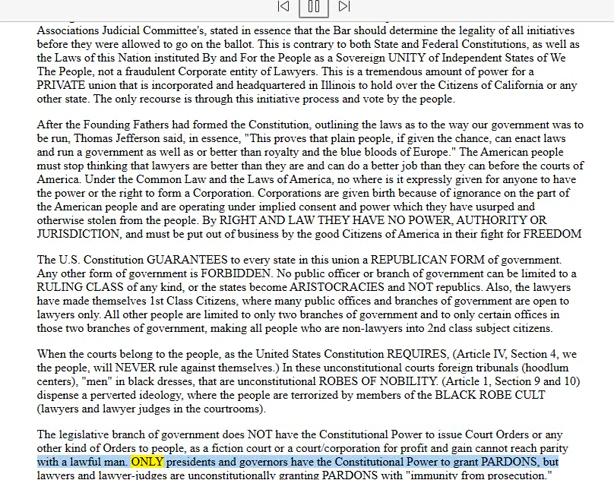 Associations Judicial Committee's, stated in essence that the Bar should determine the legality of all initiatives
before they were allowed to go on the ballot. This is contrary to both State and Federal Constitutions, as well as
the Laws of this Nation instituted By and For the People as a Sovereign UNITY of Independent States of We
The People, not a fraudulent Corporate entity of Lawyers. This is a tremendous amount of power for a
PRIVATE union that is incorporated and headquartered in Illinois to hold over the Citizens of California or any
other state. The only recourse is through this initiative process and vote by the people.
After the Founding Fathers had formed the Constitution, outlining the laws as to the way our government was to
be run, Thomas Jefferson said, in essence, "This proves that plain people, if given the chance, can enact laws
and run a government as well as or better than royalty and the blue bloods of Europe." The American people
must stop thinking that lawyers are better than they are and can do a better job than they can before the courts of
America. Under the Common Law and the Laws of America, no where is it expressly given for anyone to have
the power or the right to form a Corporation. Corporations are given birth because of ignorance on the part of
the American people and are operating under implied consent and power which they have usurped and
otherwise stolen from the people. By RIGHT AND LAW THEY HAVE NO POWER, AUTHORITY OR
JURISDICTION, and must be put out of business by the good Citizens of America in their fight for FREEDOM
The U.S. Constitution GUARANTEES to every state in this union a REPUBLICAN FORM of government.
Any other form of government is FORBIDDEN. No public officer or branch of government can be limited to a
RULING CLASS of any kind, or the states become ARISTOCRACIES and NOT republics. Also, the lawyers
have made themselves 1st Class Citizens, where many public offices and branches of government are open to
lawyers only. All other people are limited to only two branches of government and to only certain offices in
those two branches of government, making all people who are non-lawyers into 2nd class subject citizens.
When the courts belong to the people, as the United States Constitution REQUIRES, (Article IV, Section 4, we
the people, will NEVER rule against themselves.) In these unconstitutional courts foreign tribunals (hoodlum
centers), "men" in black dresses, that are unconstitutional ROBES OF NOBILITY. (Article 1, Section 9 and 10)
dispense a perverted ideology, where the people are terrorized by members of the BLACK ROBE CULT
(lawyers and lawyer judges in the courtrooms).
The legislative branch of government does NOT have the Constitutional Power to issue Court Orders or any
other kind of Orders to people, as a fiction court or a court/corporation for profit and gain cannot reach parity
with a lawful man. ONLY presidents and governors have the Constitutional Power to grant PARDONS, but
lawyers and lawyer-judges are unconstitutionally granting PARDONS with "immunity from prosecution."